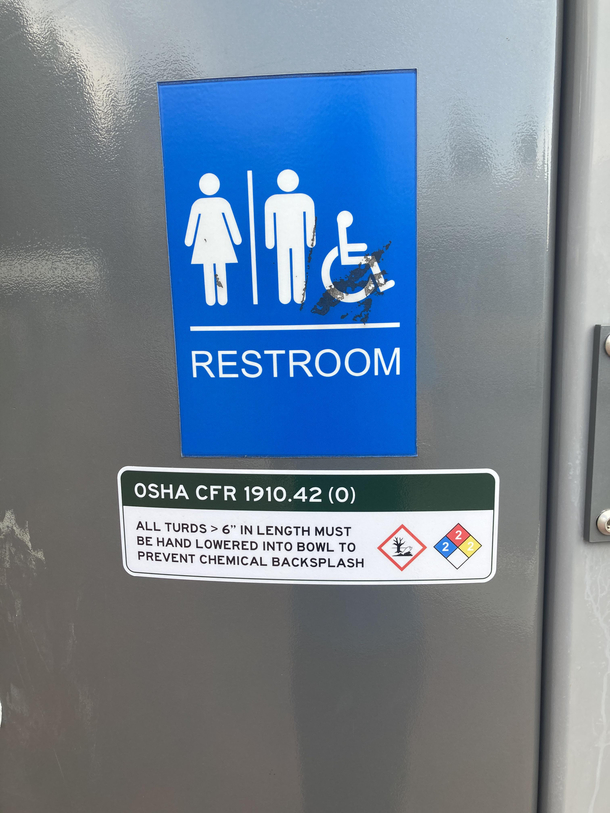 RESTROOM
OSHA CFR 1910.42 (O)
ALL TURDS > 6" IN LENGTH MUST
BE HAND LOWERED INTO BOWL TO
PREVENT CHEMICAL BACKSPLASH
2
2 2